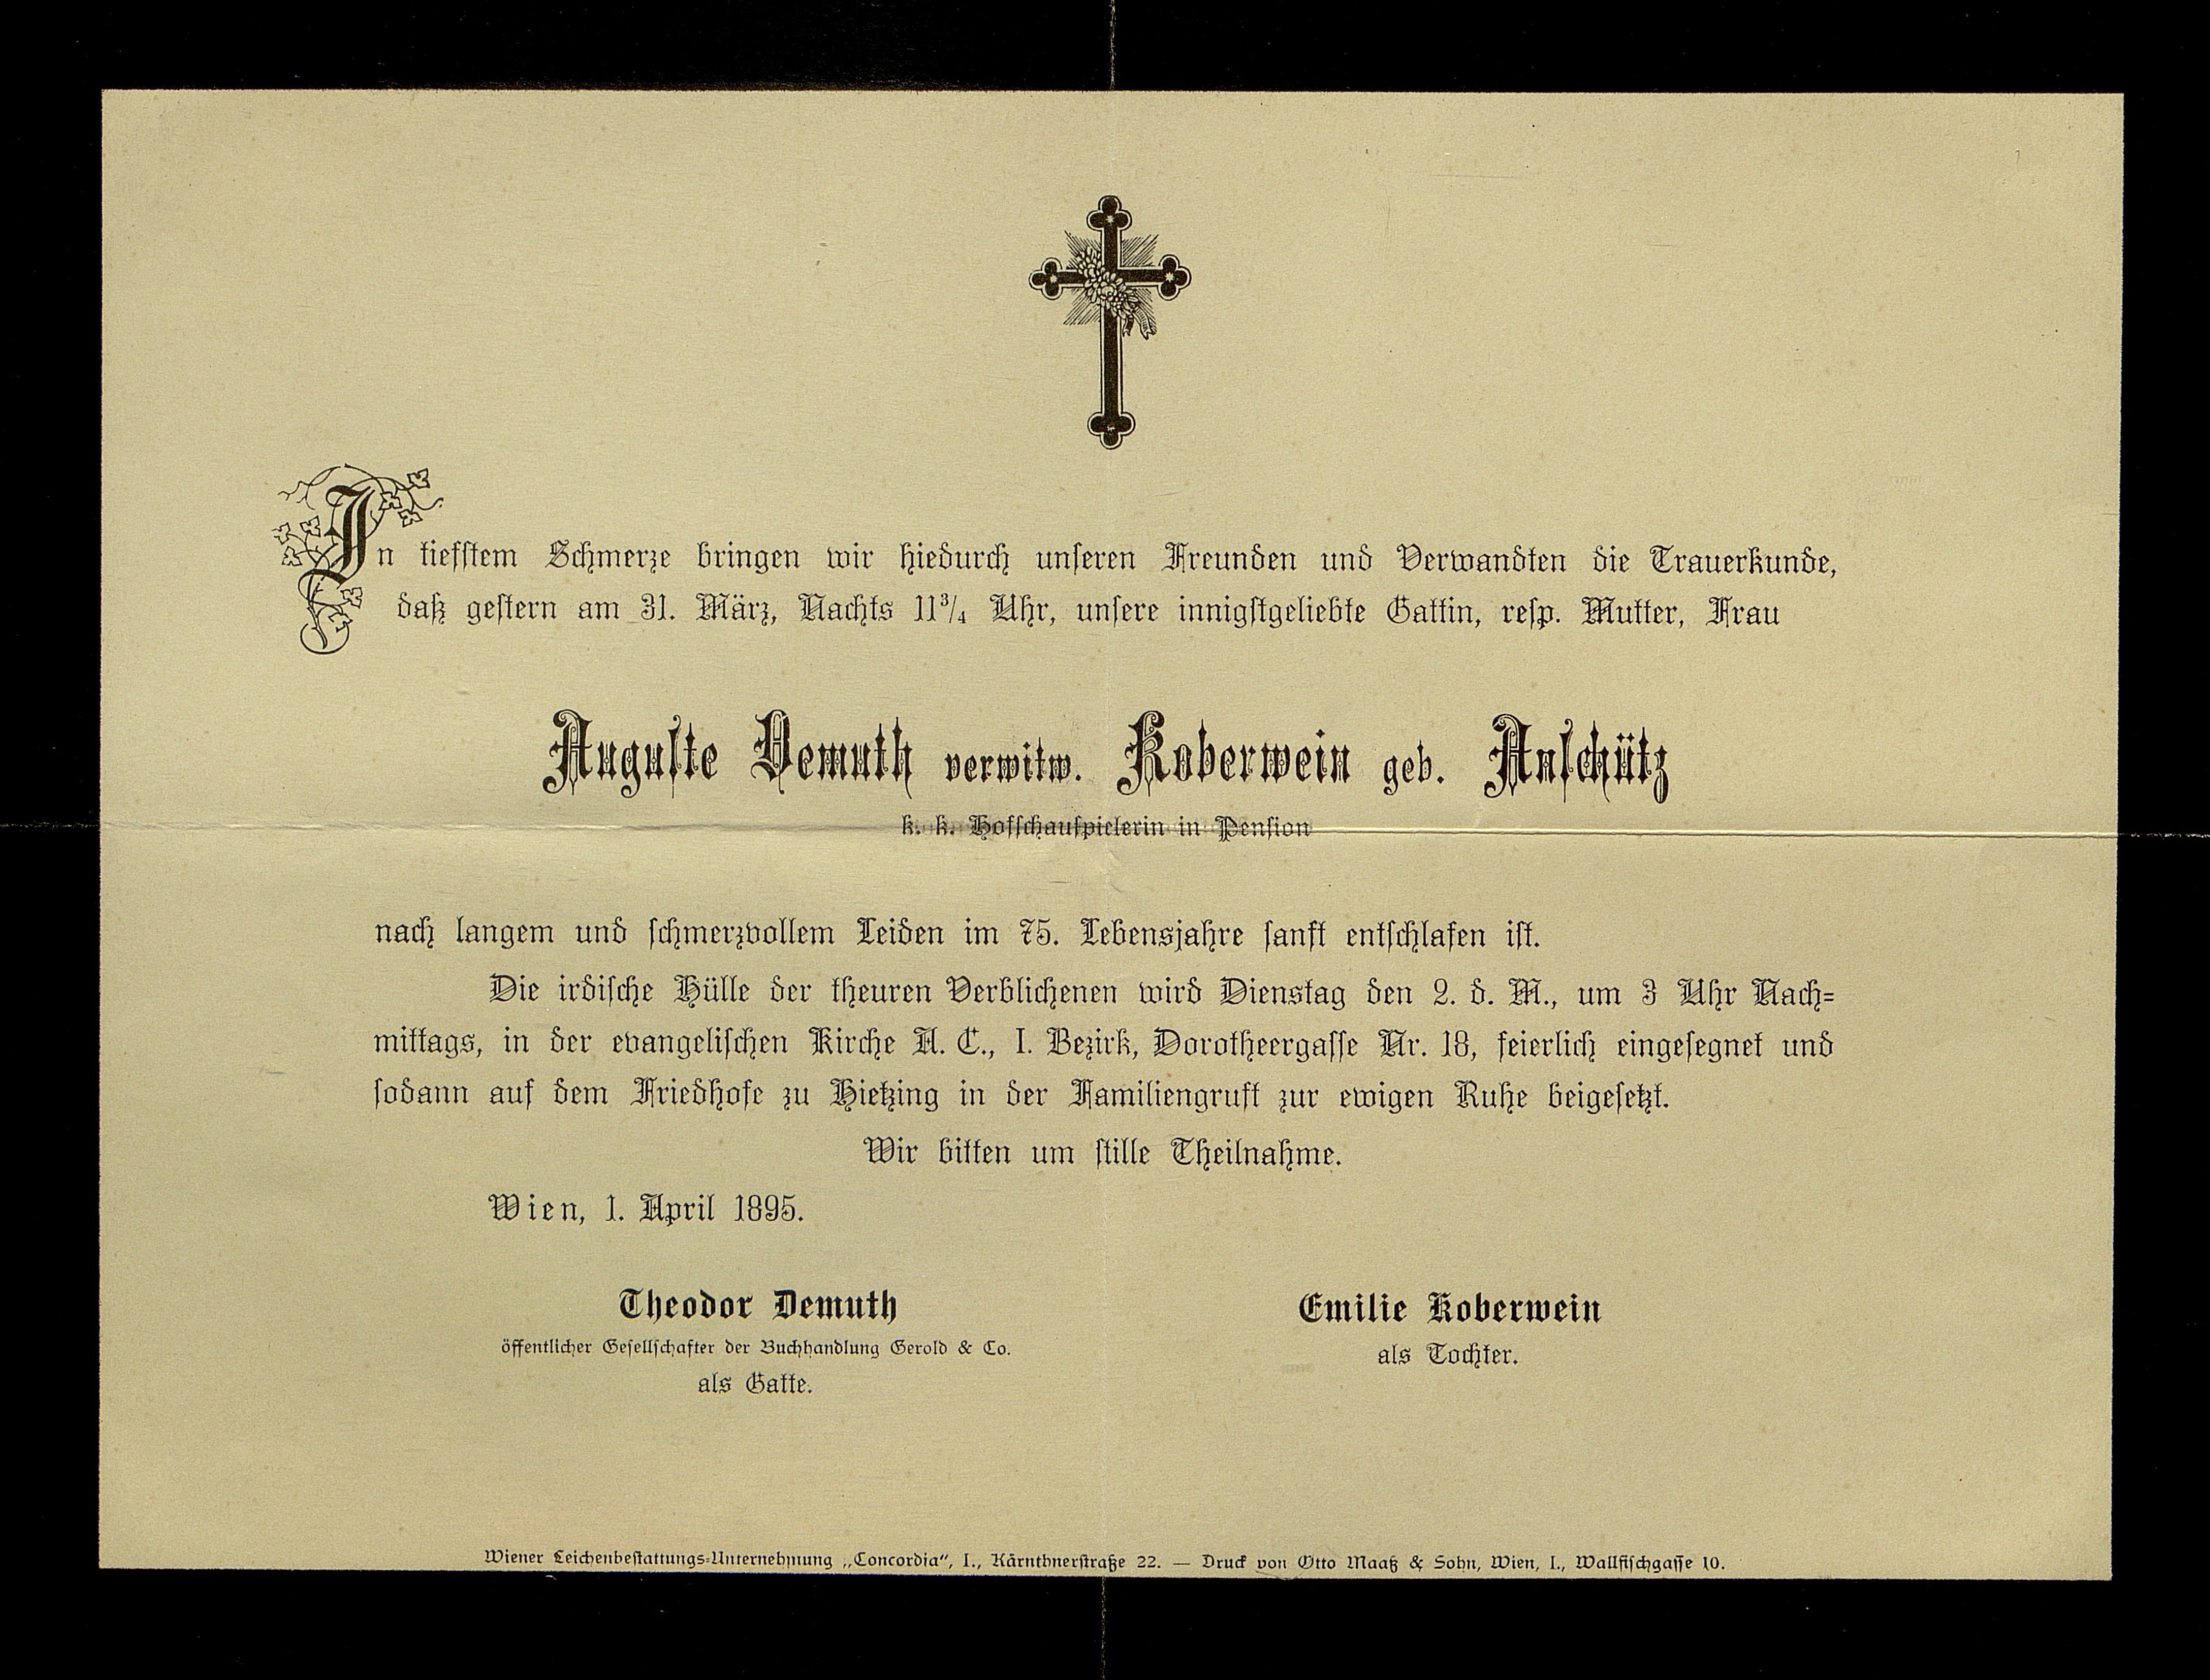 In tiefstem Schmerze bringen wir hiedurch unseren Freunden und Verwandten die Trauerkunde,
daß gestern am 31. März, Nachts 11¾ Uhr, unsere innigstgeliebte Gattin, resp. Mutter, Frau
Auguste Demuth verwitw. Koberwein geb. Anschütz
k. k. Hofschauspielerin in Pension
nach langem und schmerzvollem Leiden im 75. Lebensjahre sanft entschlafen ist.
Die irdische Hülle der theuren Verblichenen wird Dienstag den 2. d. M., um 3 Uhr Nach-
mittags, in der evangelischen Kirche A. C., I. Bezirk, Dorotheergasse Nr. 18, feierlich eingesegnet und
sodann auf dem Friedhofe zu Hietzing in der Familiengruft zur ewigen Ruhe beigesetzt.
Wir bitten um stille Theilnahme.
Wien, 1. April 1895.
Theodor Demuth
öffentlicher Gesellschafter der Buchhandlung Gerold & Co.
als Gatte.
Emilie Koberwein
als Tochter.
Wiener Leichenbestattungs-Unternehmung „Concordia“, I., Kärnthnerstraße 22. — Druck von Otto Maaß & Sohn, Wien, I., Wallfischgasse 10.